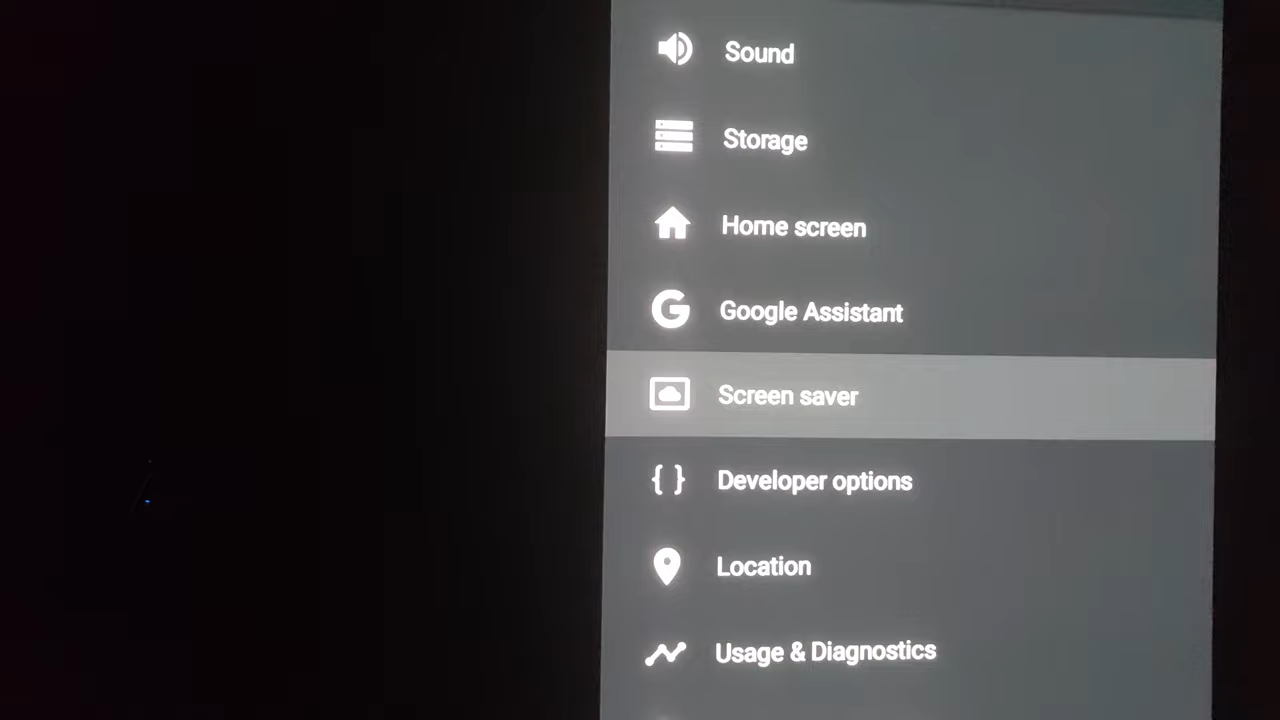 Sound
Storage
Home screen
Google Assistant
Screen saver
Developer options
Location
Usage & Diagnostics